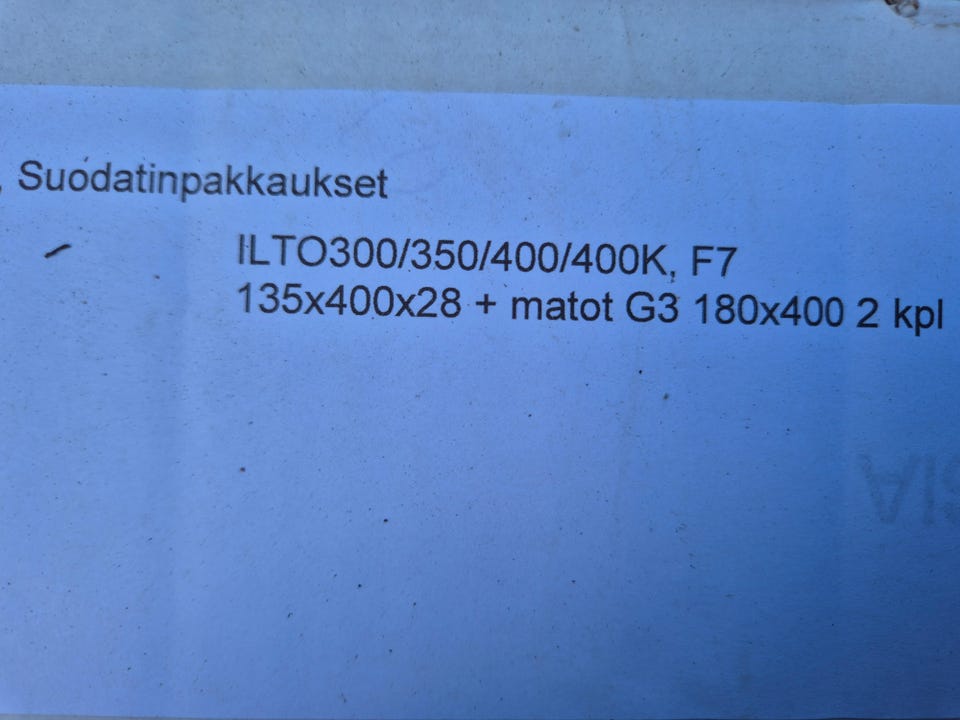 , Suodatinpakkaukset
ILTO300/350/400/400K, F7
135x400x28 + matot G3 180x400 2 kpl